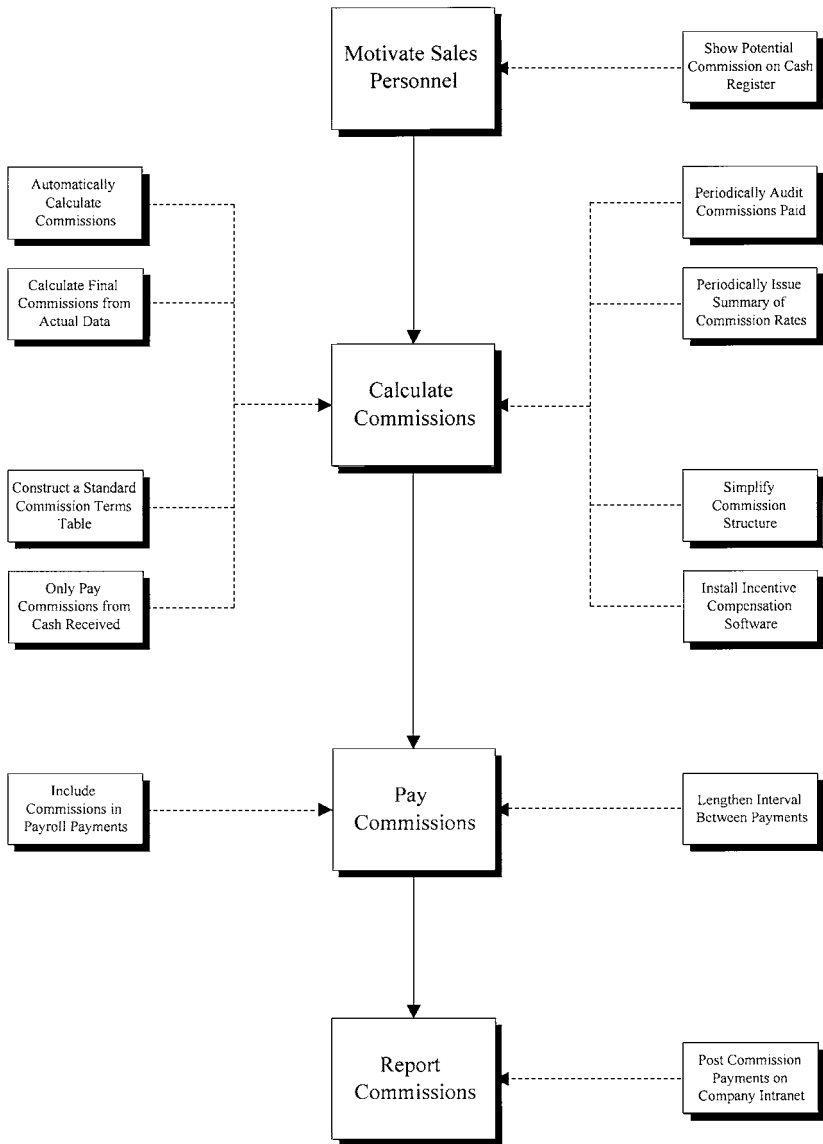 Motivate Sales
Personnel
Show Potential
Commission on Cash
Register
Automatically
Calculate
Commissions
Periodically Audit
Commissions Paid
Calculate Final
Commissions from
Actual Data
Periodically Issue
Summary of
Commission Rates
Calculate
Commissions
Construct a Standard
Commission Terms
Table
Simplify
Commission
Structure
Only Pay
Commissions from
Cash Received
Install Incentive
Compensation
Software
Include
Commissions in
Payroll Payments
Pay
Commissions
Lengthen Interval
Between Payments
Report
Commissions
Post Commission
Payments on
Company Intranet